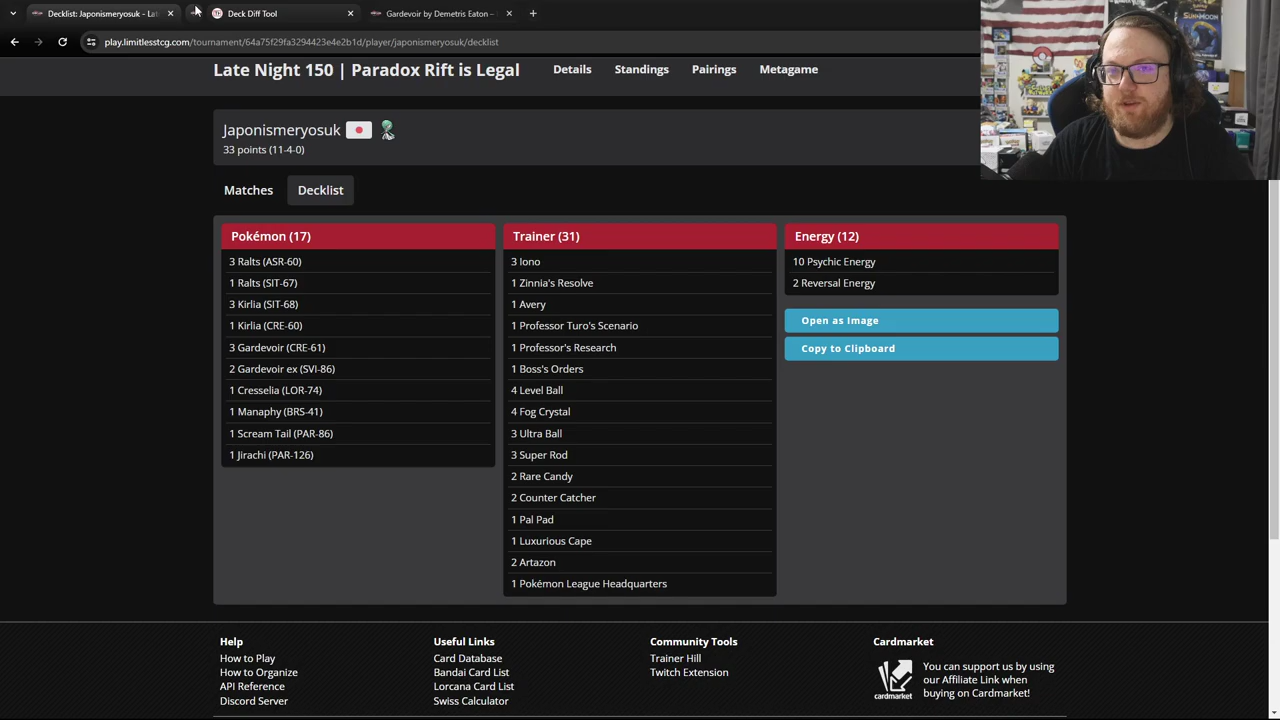 Decklist: Japonismeryosuk - Lat
Deck Diff Tool
Gardevoir by Demetris Eaton -
play.limitlesstcg.com/tournament/64a75f29fa3294423e4e2b1d/player/japonismeryosuk/decklist
Late Night 150 | Paradox Rift is Legal
Details
Standings
Pairings
Metagame
Japonismeryosuk
33 points (11-4-0)
Matches
Decklist
Pokémon (17)
3 Ralts (ASR-60)
1 Ralts (SIT-67)
3 Kirlia (SIT-68)
1 Kirlia (CRE-60)
3 Gardevoir (CRE-61)
2 Gardevoir ex (SVI-86)
1 Cresselia (LOR-74)
1 Manaphy (BRS-41)
1 Scream Tail (PAR-86)
1 Jirachi (PAR-126)
Trainer (31)
3 Iono
1 Zinnia's Resolve
1 Avery
1 Professor Turo's Scenario
1 Professor's Research
1 Boss's Orders
4 Level Ball
4 Fog Crystal
3 Ultra Ball
3 Super Rod
2 Rare Candy
2 Counter Catcher
1 Pal Pad
1 Luxurious Cape
2 Artazon
1 Pokémon League Headquarters
Energy (12)
10 Psychic Energy
2 Reversal Energy
Open as Image
Copy to Clipboard
Help
How to Play
How to Organize
API Reference
Discord Server
Useful Links
Card Database
Bandai Card List
Lorcana Card List
Swiss Calculator
Community Tools
Trainer Hill
Twitch Extension
Cardmarket
cardmarket
You can support us by using
our Affiliate Link when
buying on Cardmarket!